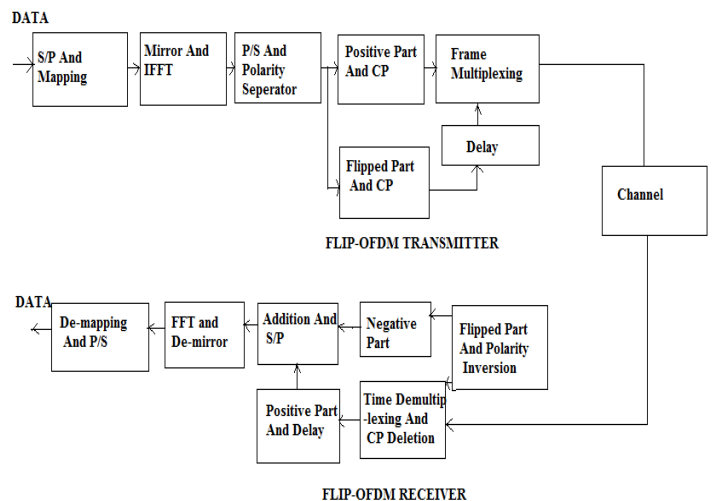 DATA
S/P And
Mapping
Mirror And
IFFT
P/S And
Polarity
Seperator
Positive Part
And CP
Frame
Multiplexing
Flipped Part
And CP
Delay
Channel
FLIP-OFDM TRANSMITTER
DATA
De-mapping
And P/S
FFT and
De-mirror
Addition And
S/P
Negative
Part
Flipped Part
And Polarity
Inversion
Positive Part
And Delay
Time Demultip
-lexing And
CP Deletion
FLIP-OFDM RECEIVER